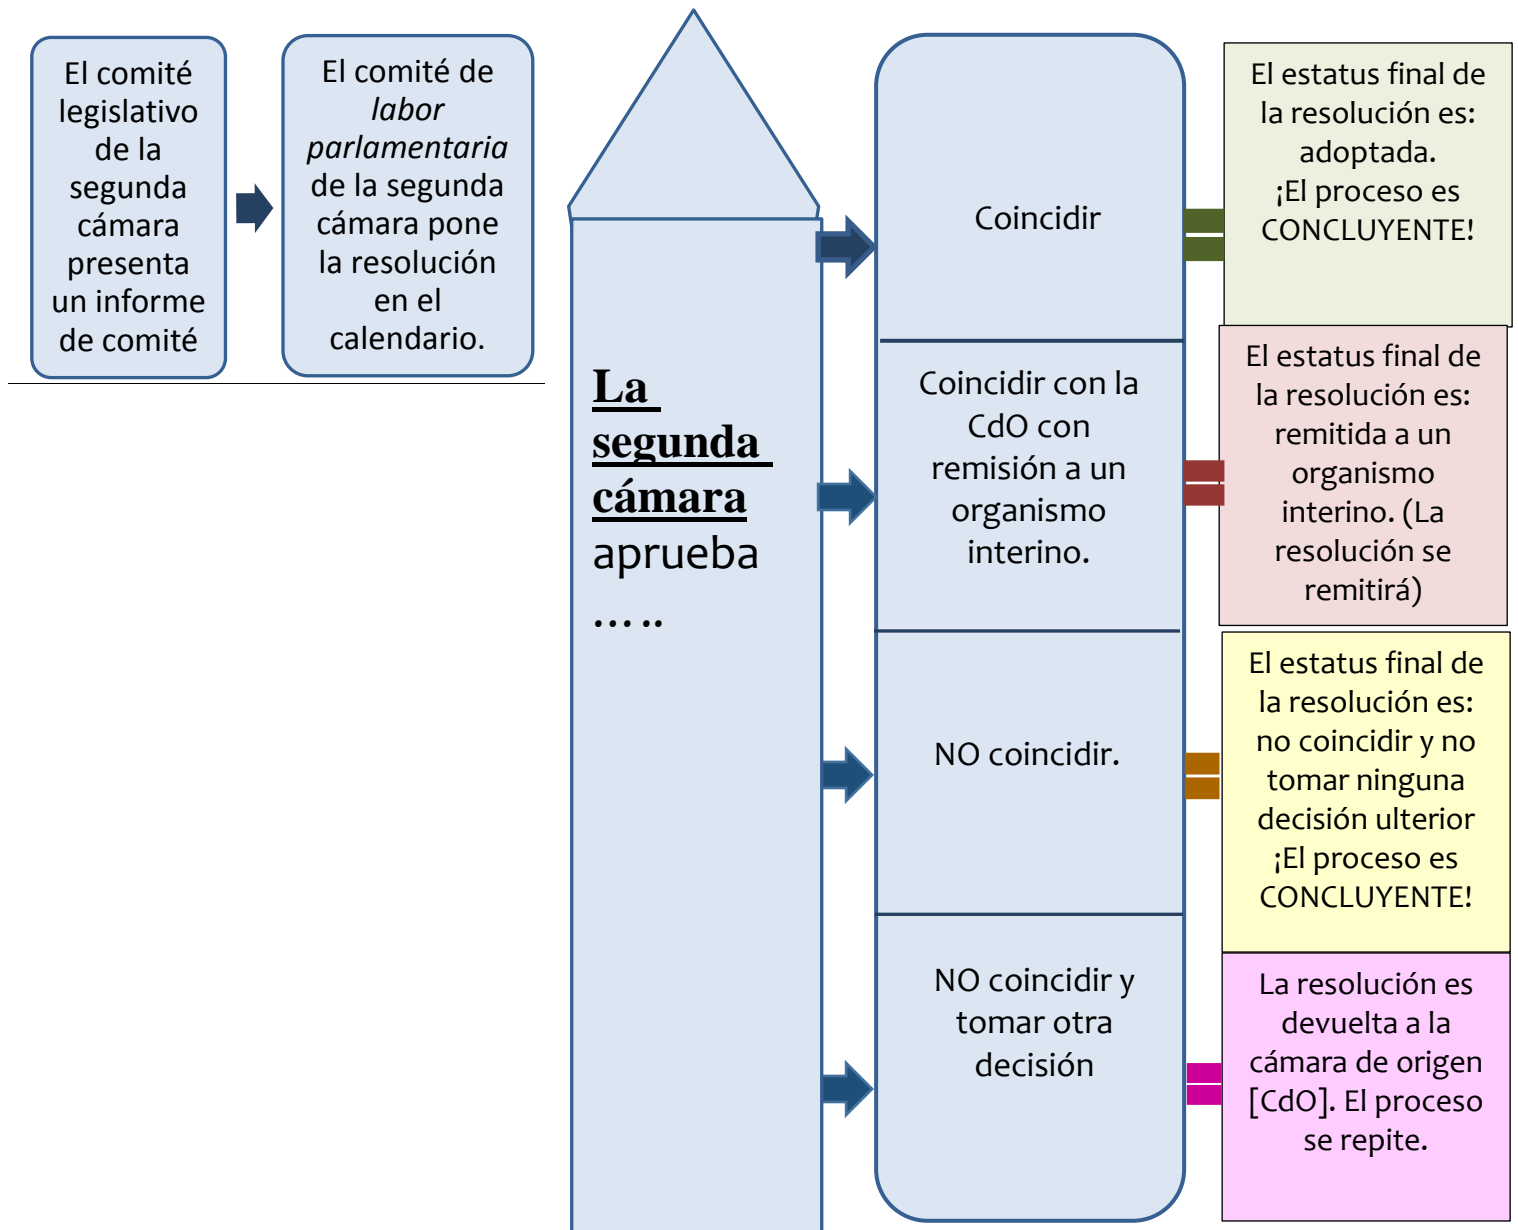 El comité
legislativo
de la
segunda
cámara
presenta
un informe
de comité
El comité de
labor
parlamentaria
de la segunda
cámara pone
la resolución
en el
calendario.
La
segunda
cámara
aprueba
…..
Coincidir
Coincidir con la
CdO con
remisión a un
organismo
interino.
NO coincidir.
NO coincidir y
tomar otra
decisión
El estatus final de
la resolución es:
adoptada.
¡El proceso es
CONCLUYENTE!
El estatus final de
la resolución es:
remitida a un
organismo
interino. (La
resolución se
remitirá)
El estatus final de
la resolución es:
no coincidir y no
tomar ninguna
decisión ulterior
¡El proceso es
CONCLUYENTE!
La resolución es
devuelta a la
cámara de origen
[CdO]. El proceso
se repite.